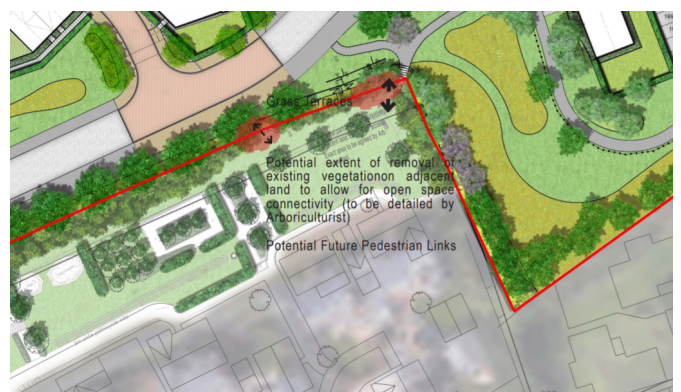 Grass Terraces
Potential extent of removal of
existing vegetationon adjacent
land to allow for open space
connectivity (to be detailed by
Arboriculturist)
Potential Future Pedestrian Links